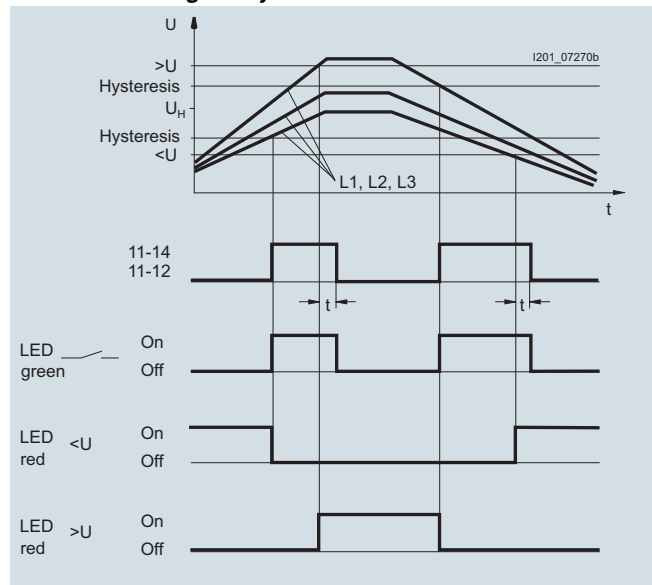 U
I201_07270b
>U
Hysteresis
U_H
Hysteresis
<U
L1, L2, L3
t
11-14
11-12
t
t
LED
green
On
Off
LED
red
<U
On
Off
LED
red
>U
On
Off